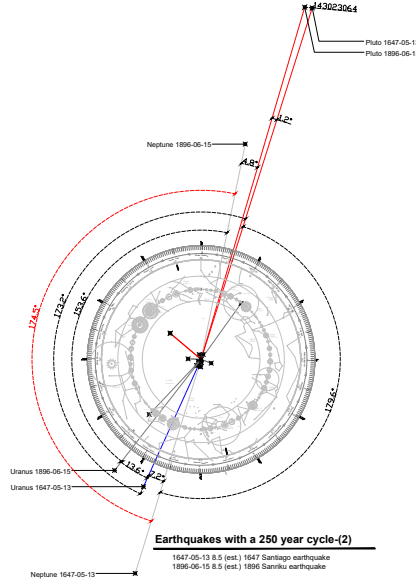 143023064
Pluto 1647-05-1
Pluto 1896-06-1
1.2°
Neptune 1896-06-15
4.8°
174.5°
173.2°
153.6°
179.6°
13.6°
7.2°
Uranus 1896-06-15
Uranus 1647-05-13
Neptune 1647-05-13
Earthquakes with a 250 year cycle-(2)
1647-05-13 8.5 (est.) 1647 Santiago earthquake
1896-06-15 8.5 (est.) 1896 Sanriku earthquake